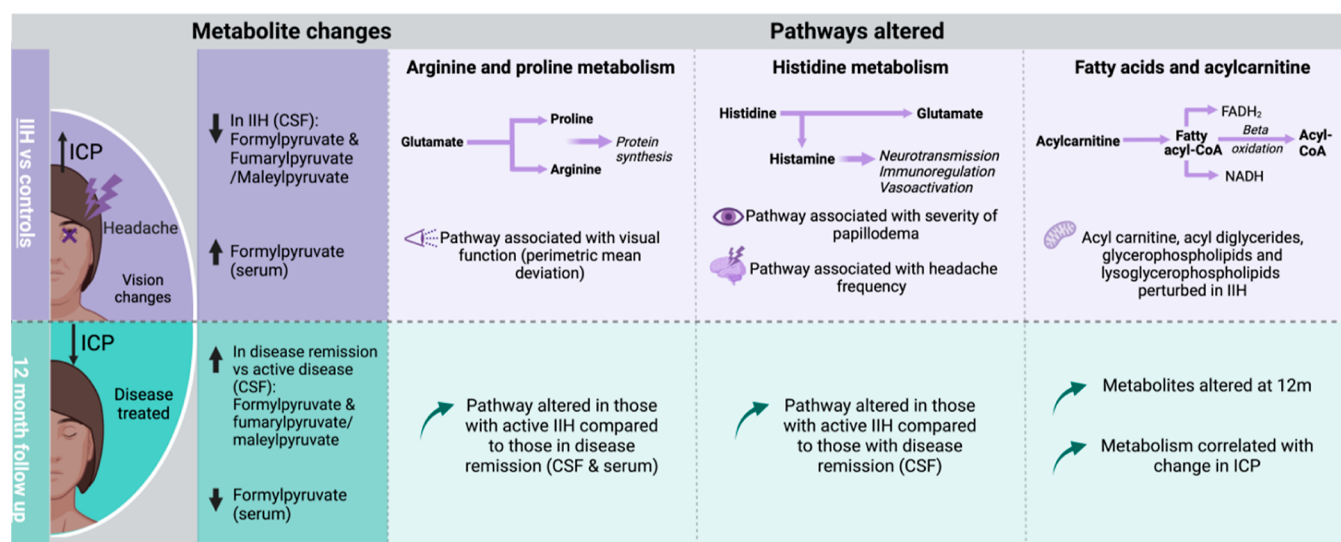 Metabolite changes
Pathways altered
IIH vs controls
ICP
Headache
Vision
changes
In IIH (CSF):
Formylpyruvate &
Fumarylpyruvate
/Maleylpyruvate
Formylpyruvate
(serum)
Arginine and proline metabolism
Glutamate
Proline
Arginine
Protein
synthesis
Pathway associated with visual
function (perimetric mean
deviation)
Histidine metabolism
Histidine
Glutamate
Histamine
Neurotransmission
Immunoregulation
Vasoactivation
Pathway associated with severity of
papillodema
Pathway associated with headache
frequency
Fatty acids and acylcarnitine
Acylcarnitine
Fatty
acyl-CoA
FADH₂
NADH
Beta
oxidation
Acyl-
CoA
Acyl carnitine, acyl diglycerides,
glycerophospholipids and
lysoglycerophospholipids
perturbed in IIH
12 month follow up
ICP
Disease
treated
In disease remission
vs active disease
(CSF):
Formylpyruvate &
fumarylpyruvate/
maleylpyruvate
Formylpyruvate
(serum)
Pathway altered in those
with active IIH compared
to those in disease
remission (CSF & serum)
Pathway altered in those
with active IIH compared
to those with disease
remission (CSF)
Metabolites altered at 12m
Metabolism correlated with
change in ICP